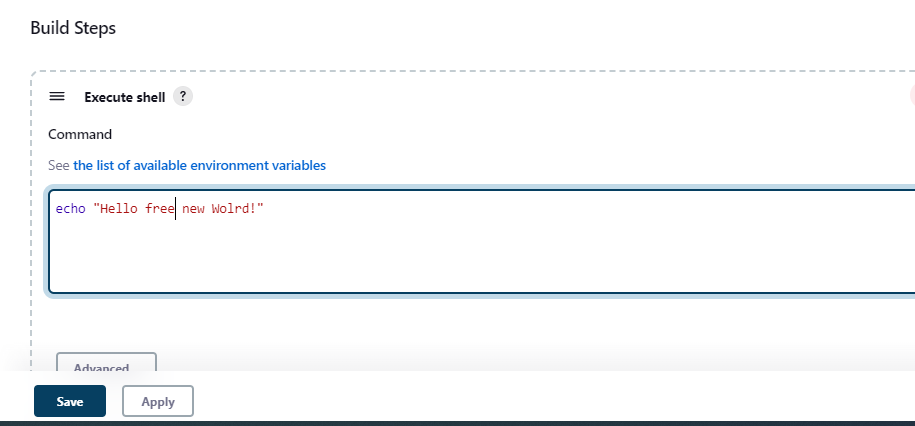 Build Steps
Execute shell ?
Command
See the list of available environment variables
echo "Hello free new Wolrd!"
Advanced
Save Apply